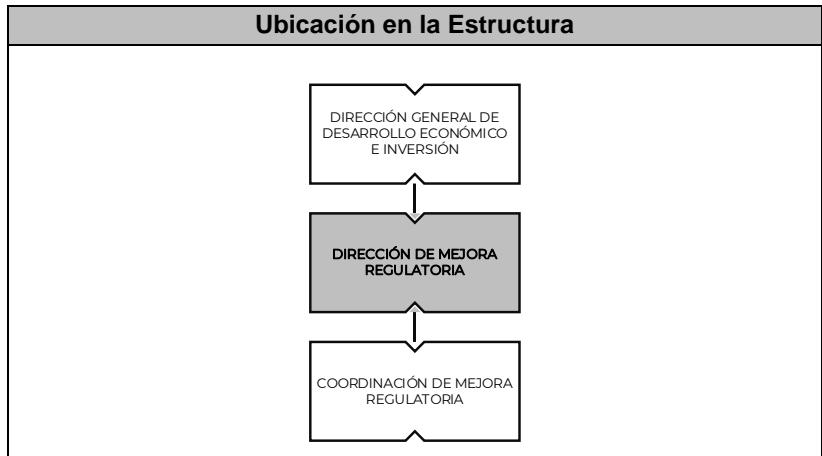 Ubicación en la Estructura
DIRECCIÓN GENERAL DE
DESARROLLO ECONÓMICO
E INVERSIÓN
DIRECCIÓN DE MEJORA
REGULATORIA
COORDINACIÓN DE MEJORA
REGULATORIA